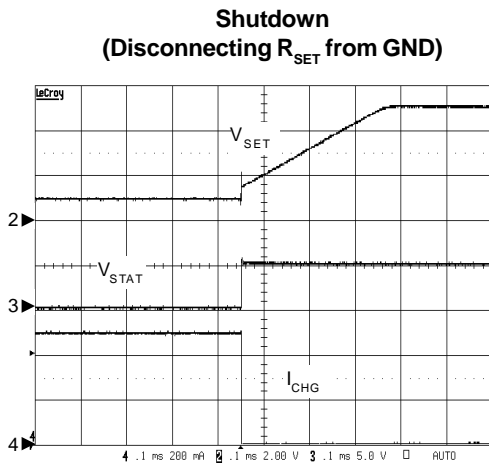 Shutdown
(Disconnecting RSET from GND)
LeCroy
VSET
2
VSTAT
3
ICHG
4
4
4 .1 ms 200 mA 2 .1 ms 2.00 V 3 .1 ms 5.0 V AUTO